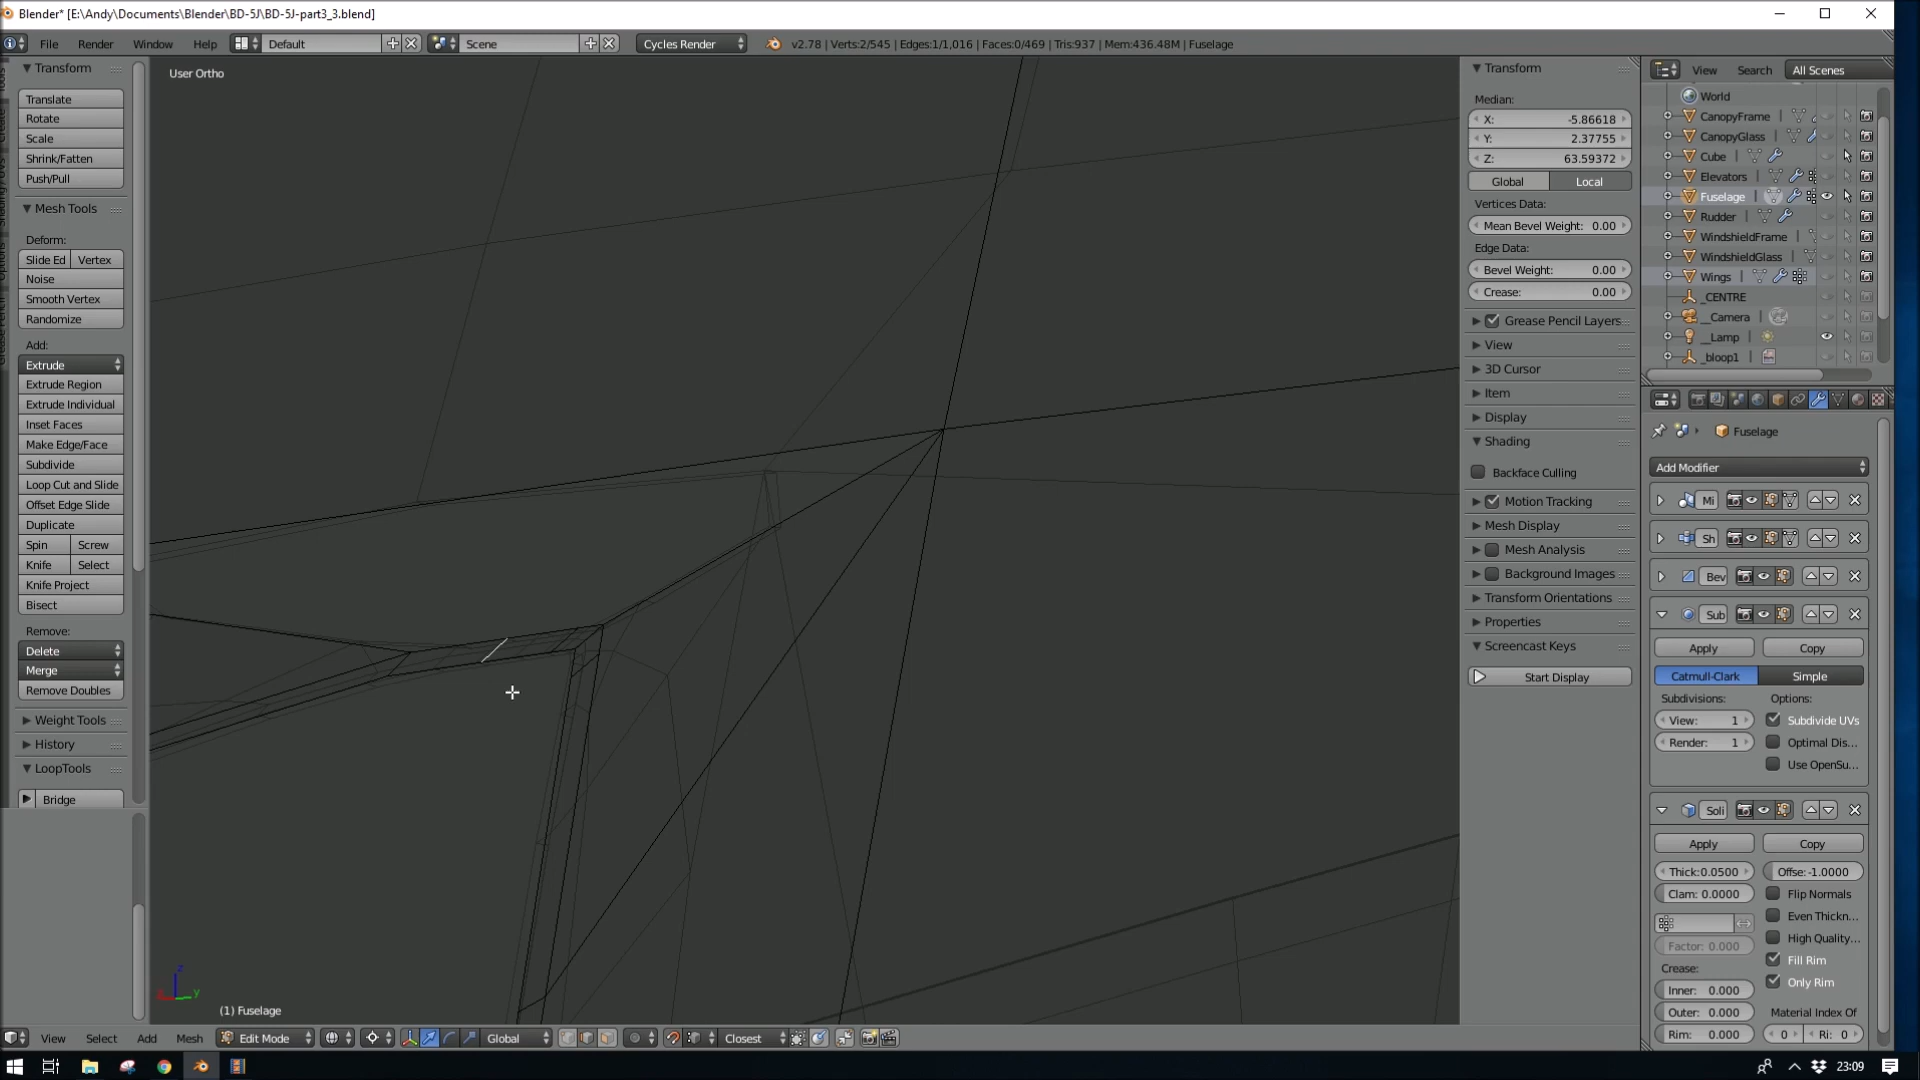 Blender* [E:\Andy\Documents\Blender\BD-5J\BD-5J-part3_3.blend]
File Render Window Help Default Scene Cycles Render v2.78 | Verts:2/545 | Edges:1/1,016 | Faces:0/469 | Tris:937 | Mem:436.48M | Fuselage
Transform
Translate
Rotate
Scale
Shrink/Fatten
Push/Pull
Mesh Tools
Deform:
Slide Ed Vertex
Noise
Smooth Vertex
Randomize
Add:
Extrude
Extrude Region
Extrude Individual
Inset Faces
Make Edge/Face
Subdivide
Loop Cut and Slide
Offset Edge Slide
Duplicate
Spin Screw
Knife Select
Knife Project
Bisect
Remove:
Delete
Merge
Remove Doubles
Weight Tools
History
LoopTools
Bridge
User Ortho
(1) Fuselage
Transform
Median:
X: -5.86618
Y: 2.37755
Z: 63.59372
Global Local
Vertices Data:
Mean Bevel Weight: 0.00
Edge Data:
Bevel Weight: 0.00
Crease: 0.00
Grease Pencil Layers
View
3D Cursor
Item
Display
Shading
Backface Culling
Motion Tracking
Mesh Display
Mesh Analysis
Background Images
Transform Orientations
Properties
Screencast Keys
Start Display
View Search All Scenes
World
CanopyFrame
CanopyGlass
Cube
Elevators
Fuselage
Rudder
WindshieldFrame
WindshieldGlass
Wings
_CENTRE
__Camera
__Lamp
_bloop1
Fuselage
Add Modifier
Mi
Sh
Bev
Sub
Apply Copy
Catmull-Clark Simple
Subdivisions: Options:
View: 1 Subdivide UVs
Render: 1 Optimal Dis...
Use OpenSu...
Soli
Apply Copy
Thick:0.0500 Offse:-1.0000
Clam: 0.0000 Flip Normals
Even Thickn...
High Quality...
Factor: 0.000
Fill Rim
Crease:
Only Rim
Inner: 0.000
Outer: 0.000 Material Index Of
Rim: 0.000 0 Ri: 0
View Select Add Mesh Edit Mode Global Closest
23:09